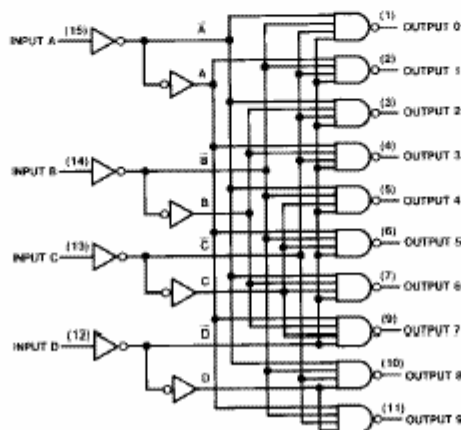 (1) OUTPUT 0
INPUT A (15) A̅
(2) OUTPUT 1
A
(3) OUTPUT 2
(4) OUTPUT 3
INPUT B (14) B̅
(5) OUTPUT 4
B
(6) OUTPUT 5
INPUT C (13) C̅
(7) OUTPUT 6
C
(9) OUTPUT 7
INPUT D (12) D̅
(10) OUTPUT 8
D
(11) OUTPUT 9